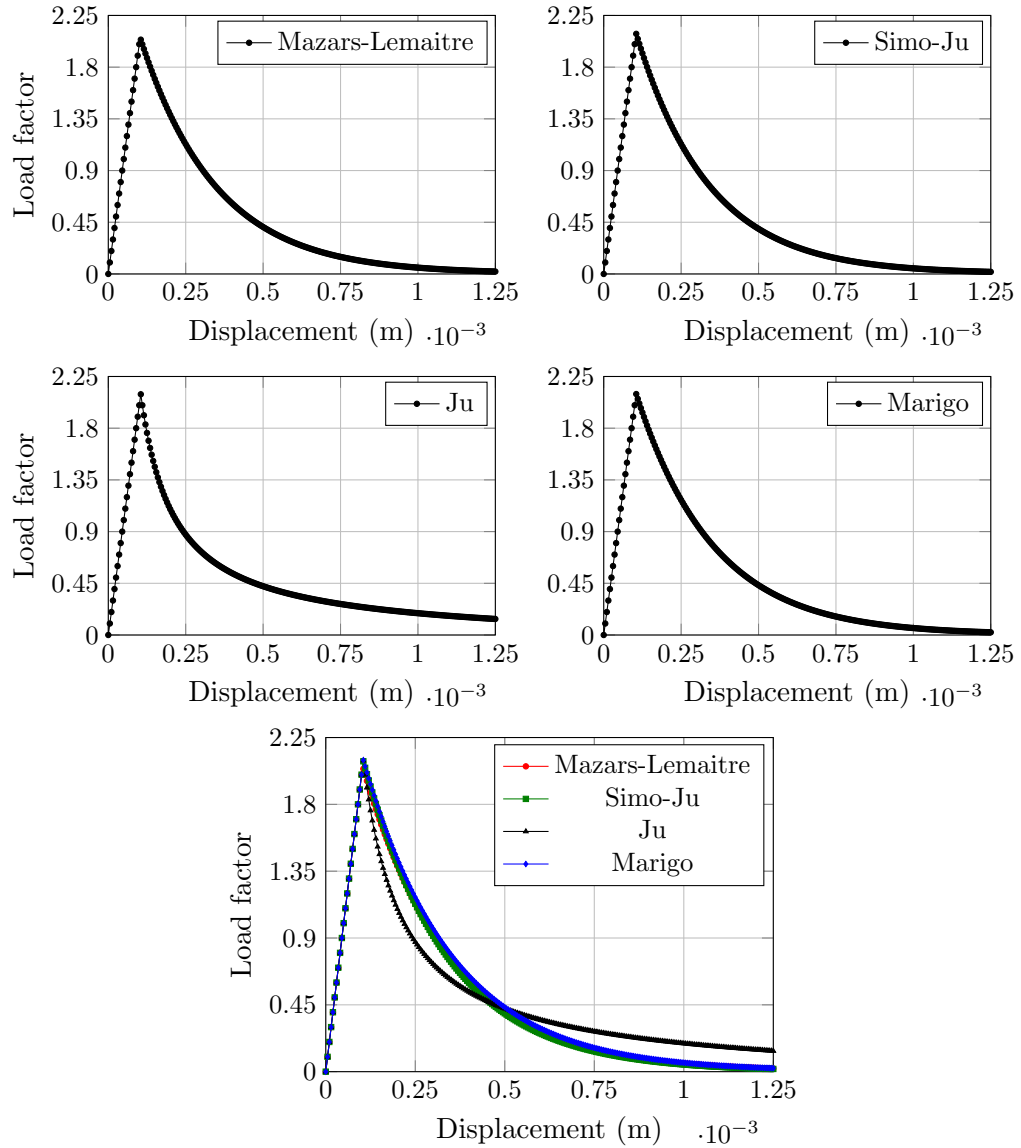 2.25
1.8
1.35
0.9
0.45
0
Load factor
Mazars-Lemaitre
0 0.25 0.5 0.75 1 1.25
Displacement (m) ·10−3
2.25
1.8
1.35
0.9
0.45
0
Simo-Ju
0 0.25 0.5 0.75 1 1.25
Displacement (m) ·10−3
2.25
1.8
1.35
0.9
0.45
0
Load factor
Ju
0 0.25 0.5 0.75 1 1.25
Displacement (m) ·10−3
2.25
1.8
1.35
0.9
0.45
0
Marigo
0 0.25 0.5 0.75 1 1.25
Displacement (m) ·10−3
2.25
1.8
1.35
0.9
0.45
0
Load factor
Mazars-Lemaitre
Simo-Ju
Ju
Marigo
0 0.25 0.5 0.75 1 1.25
Displacement (m) ·10−3